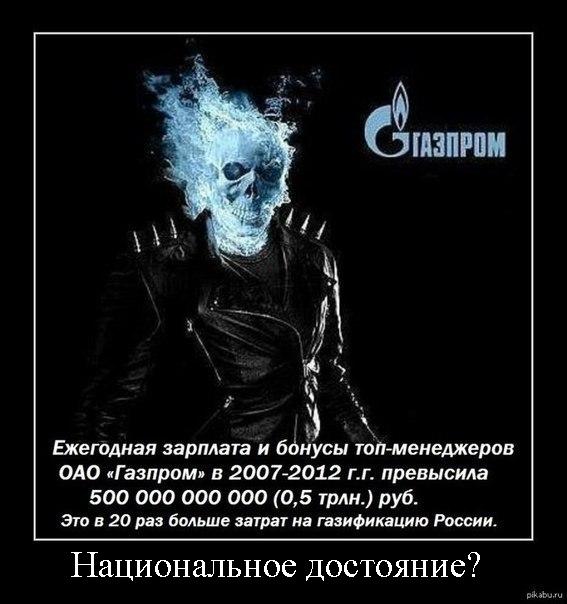 ГАЗПРОМ
Ежегодная зарплата и бонусы топ-менеджеров
ОАО «Газпром» в 2007-2012 г.г. превысила
500 000 000 000 (0,5 трлн.) руб.
Это в 20 раз больше затрат на газификацию России.
Национальное достояние?
pikabu.ru